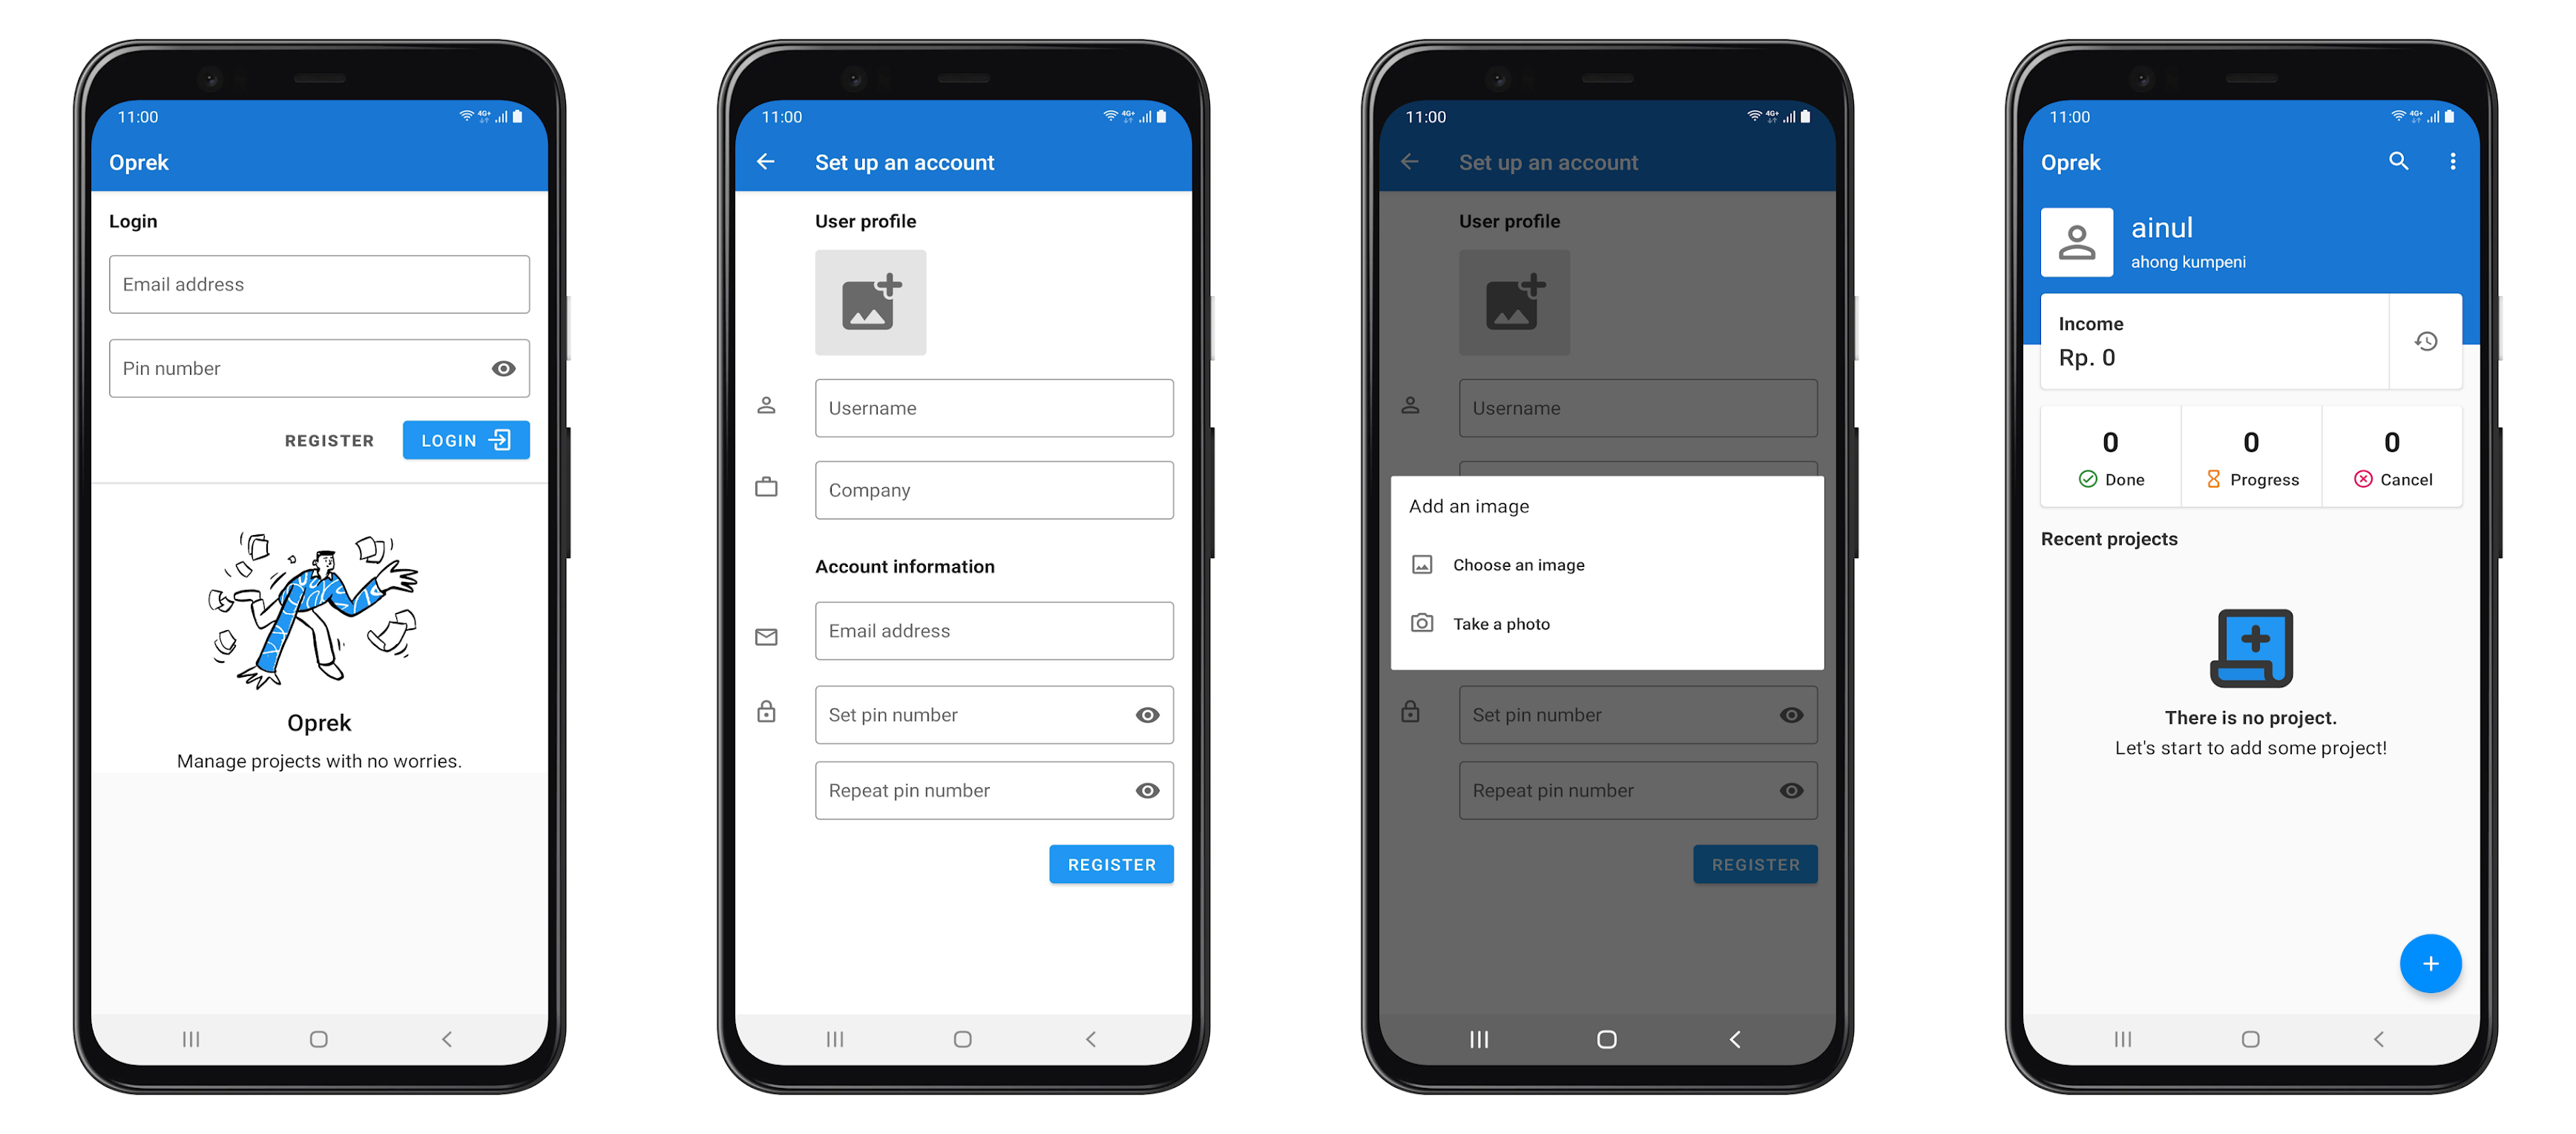 11:00
4G+
Oprek
Login
Email address
Pin number
REGISTER
LOGIN
Oprek
Manage projects with no worries.
11:00
4G+
Set up an account
User profile
Username
Company
Account information
Email address
Set pin number
Repeat pin number
REGISTER
11:00
4G+
Set up an account
User profile
Username
Add an image
Choose an image
Take a photo
Set pin number
Repeat pin number
REGISTER
11:00
4G+
Oprek
ainul
ahong kumpeni
Income
Rp. 0
0 0 0
Done Progress Cancel
Recent projects
There is no project.
Let's start to add some project!